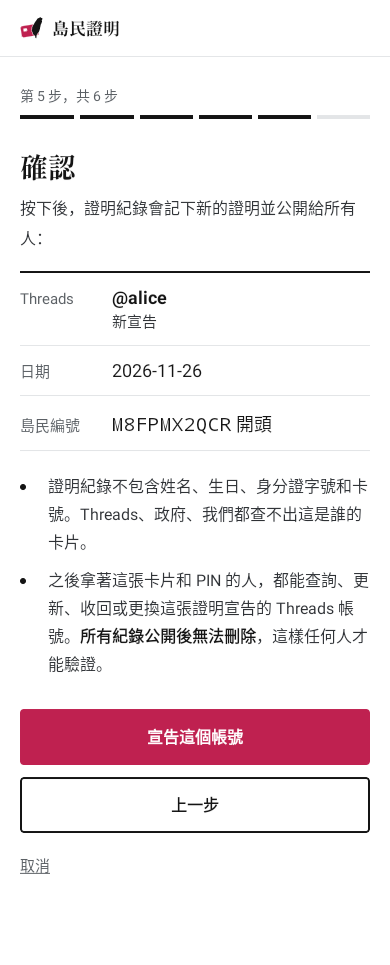 島民證明
第 5 步，共 6 步
確認
按下後，證明紀錄會記下新的證明並公開給所有
人：
Threads
@alice
新宣告
日期
2026-11-26
島民編號
M8FPMX2QCR 開頭
證明紀錄不包含姓名、生日、身分證字號和卡
號。Threads、政府、我們都查不出這是誰的
卡片。
之後拿著這張卡片和 PIN 的人，都能查詢、更
新、收回或更換這張證明宣告的 Threads 帳
號。所有紀錄公開後無法刪除，這樣任何人才
能驗證。
宣告這個帳號
上一步
取消